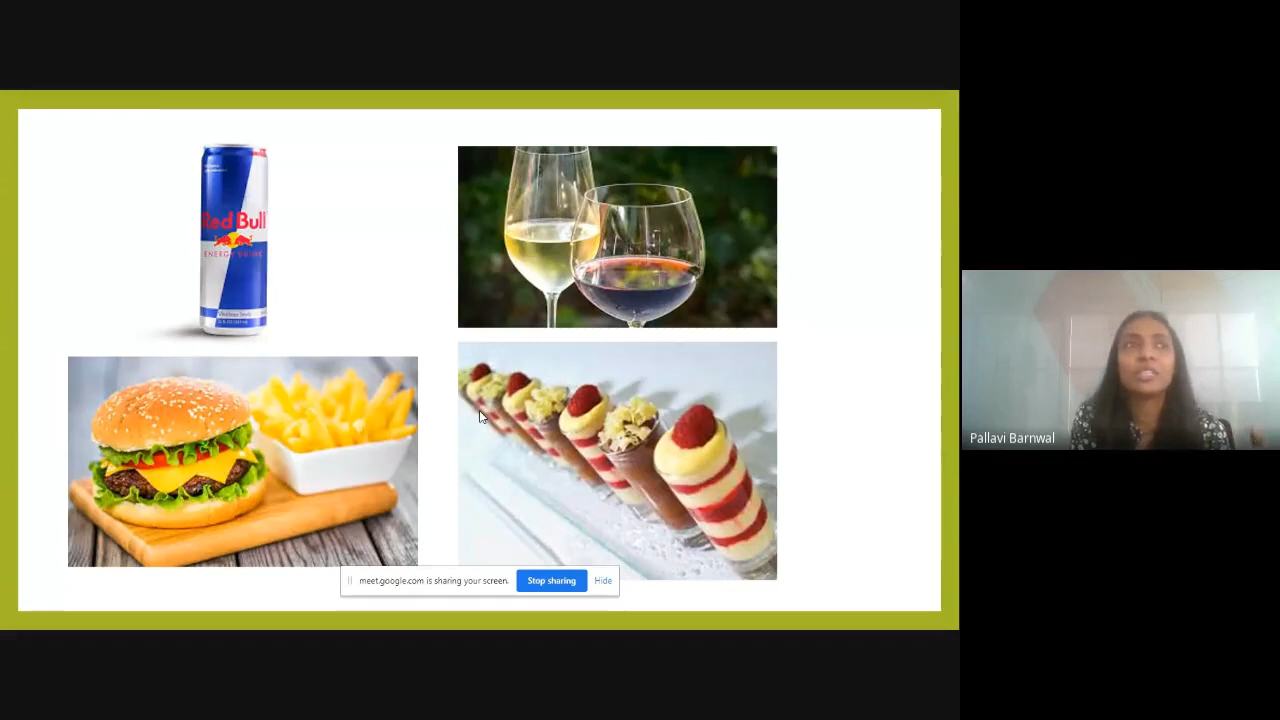 Red Bull
ENERGY DRINK
meet.google.com is sharing your screen. Stop sharing Hide
Pallavi Barnwal